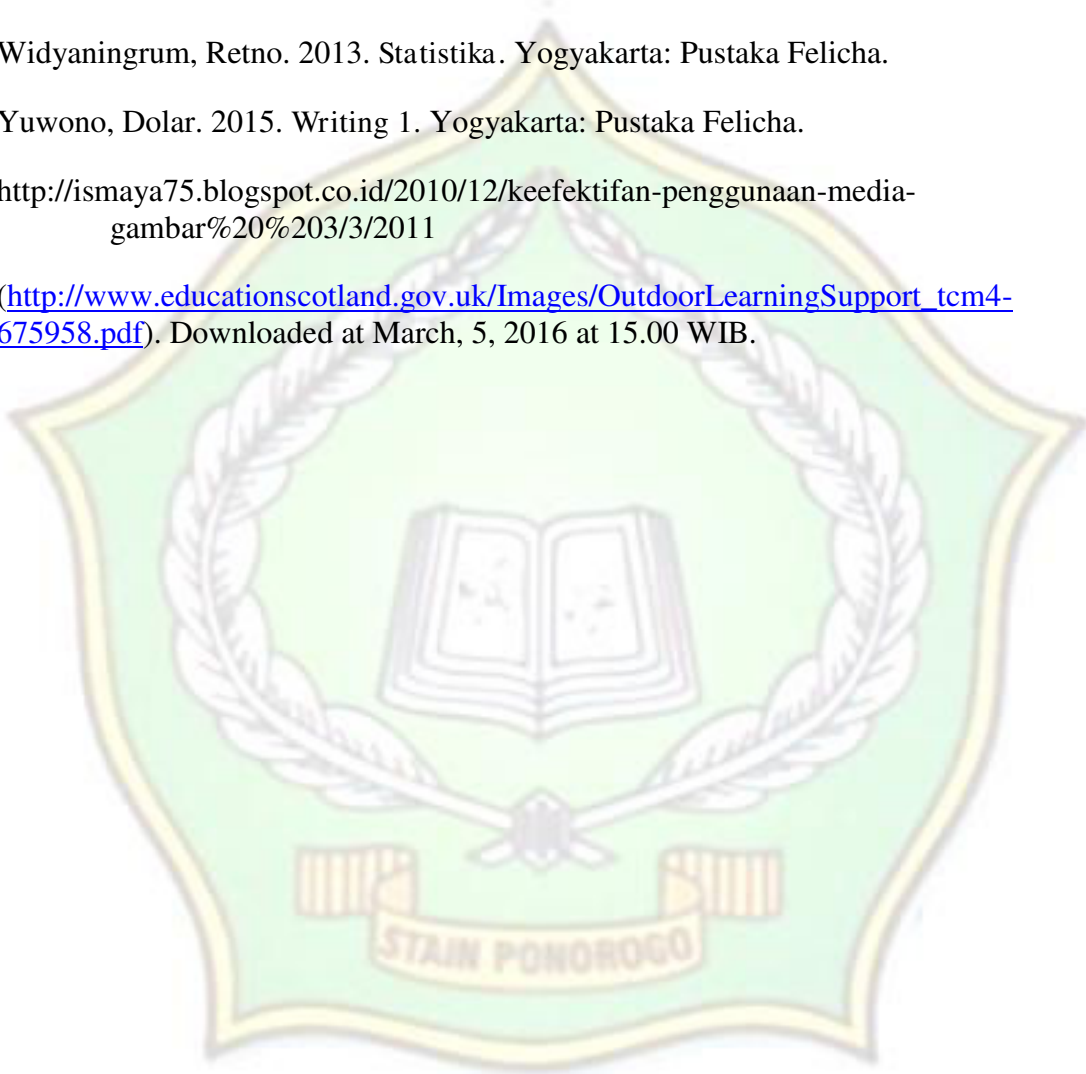 Widyaningrum, Retno. 2013. Statistika. Yogyakarta: Pustaka Felicha.
Yuwono, Dolar. 2015. Writing 1. Yogyakarta: Pustaka Felicha.
http://ismaya75.blogspot.co.id/2010/12/keefektifan-penggunaan-media-
gambar%20%203/3/2011
(http://www.educationscotland.gov.uk/Images/OutdoorLearningSupport_tcm4-
675958.pdf). Downloaded at March, 5, 2016 at 15.00 WIB.
STAIN PONOROGO